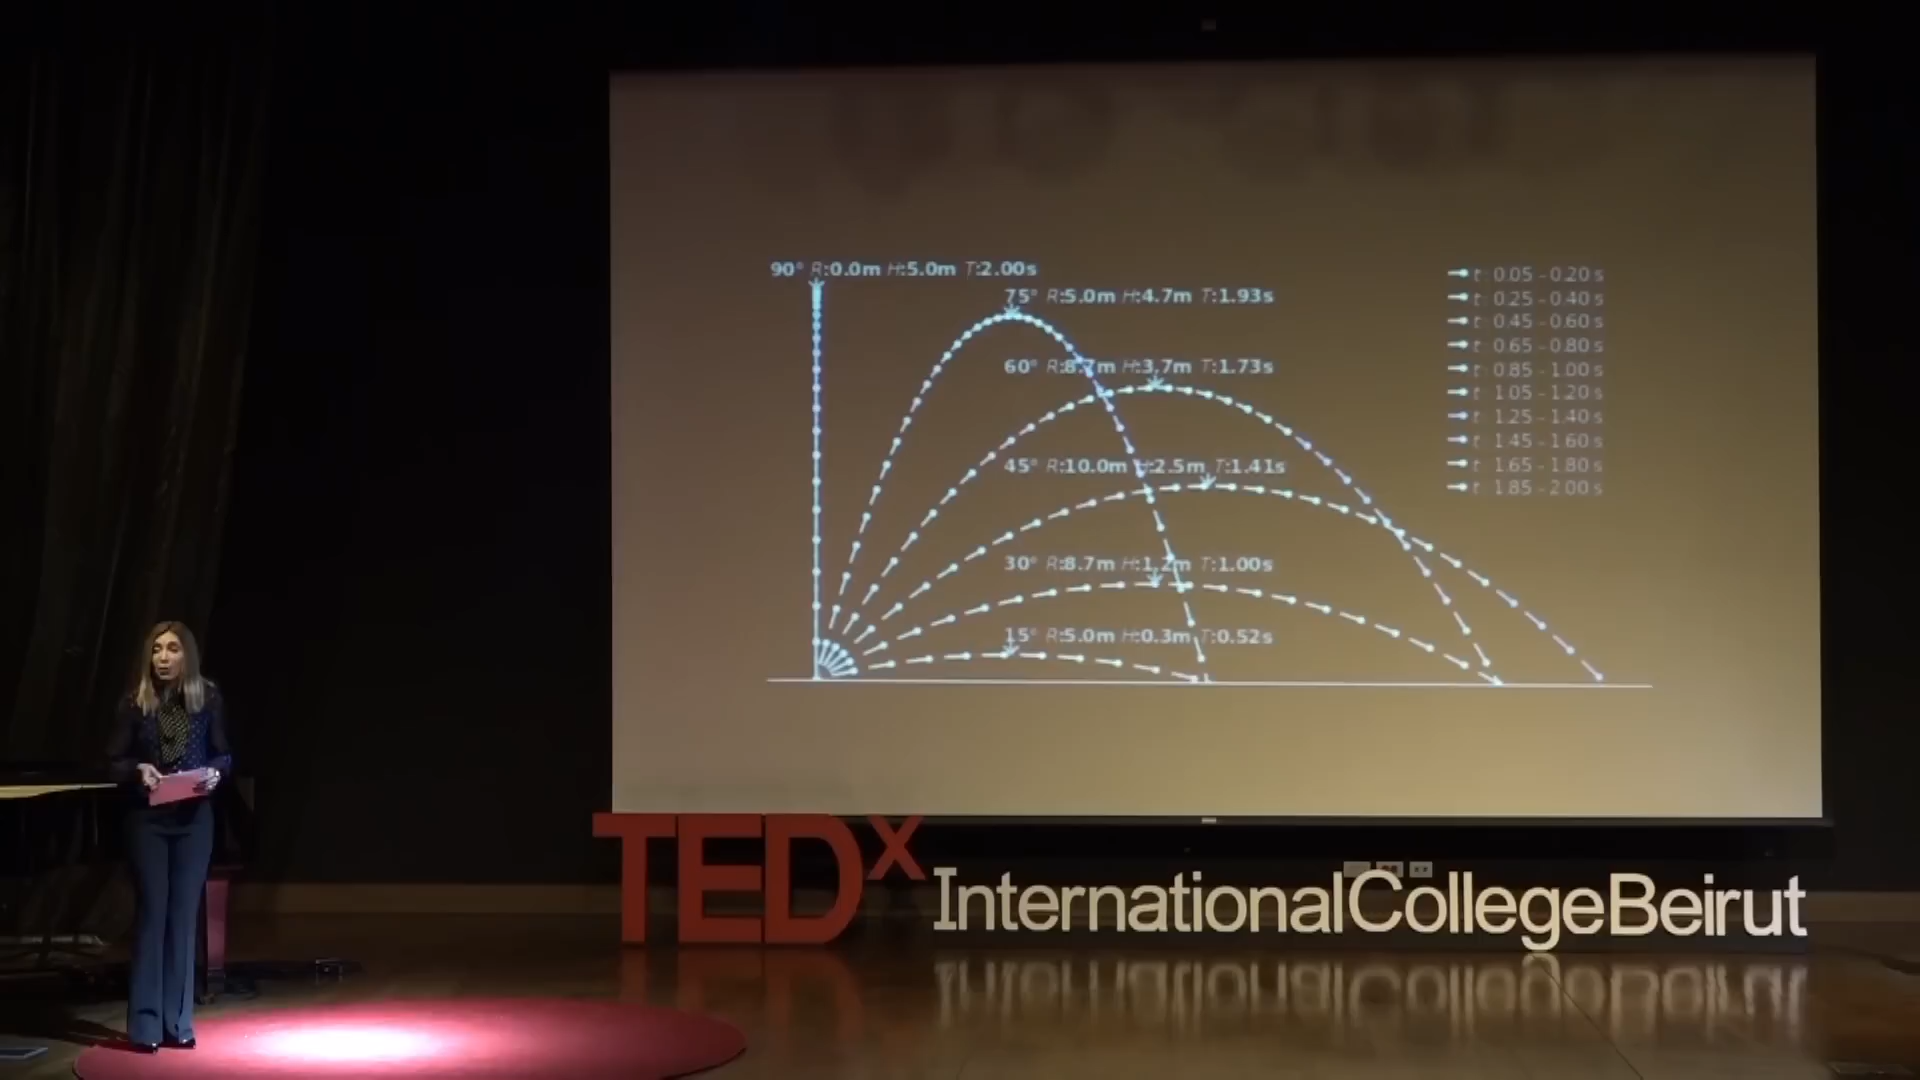 90° R:0.0m H:5.0m T:2.00s
75° R:5.0m H:4.7m T:1.93s
60° R:8.7m H:3.7m T:1.73s
45° R:10.0m H:2.5m T:1.41s
30° R:8.7m H:1.2m T:1.00s
15° R:5.0m H:0.3m T:0.52s
t: 0.05 - 0.20 s
t: 0.25 - 0.40 s
t: 0.45 - 0.60 s
t: 0.65 - 0.80 s
t: 0.85 - 1.00 s
t: 1.05 - 1.20 s
t: 1.25 - 1.40 s
t: 1.45 - 1.60 s
t: 1.65 - 1.80 s
t: 1.85 - 2.00 s
TEDx
InternationalCollegeBeirut